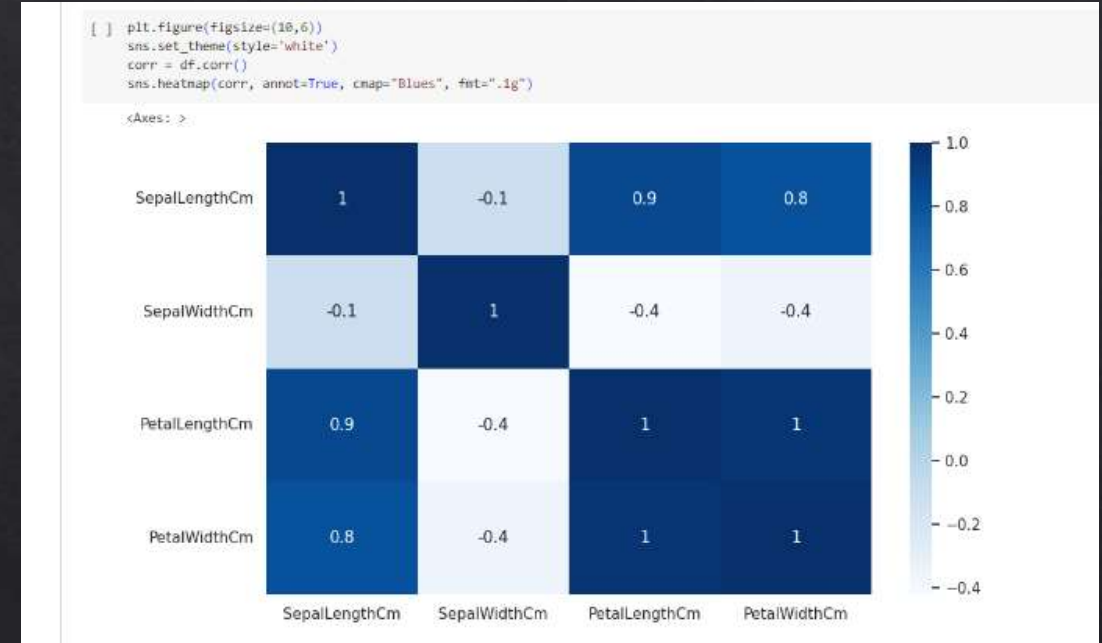 [ ] plt.figure(figsize=(10,6))
sns.set_theme(style='white')
corr = df.corr()
sns.heatmap(corr, annot=True, cmap="Blues", fmt=".1g")
<Axes: >
1.0
SepalLengthCm 1 -0.1 0.9 0.8
0.8
0.6
SepalWidthCm -0.1 1 -0.4 -0.4
0.4
0.2
PetalLengthCm 0.9 -0.4 1 1
0.0
−0.2
PetalWidthCm 0.8 -0.4 1 1
−0.4
SepalLengthCm SepalWidthCm PetalLengthCm PetalWidthCm